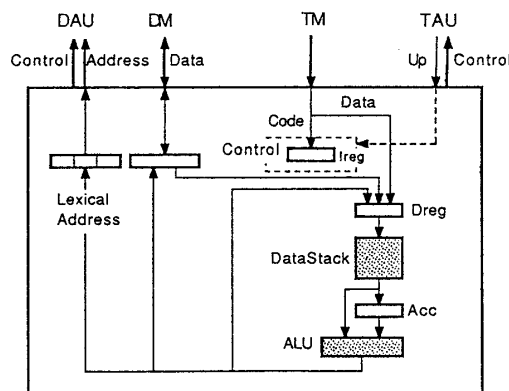 DAU DM TM TAU
Control Address Data Up Control
Data
Code
Control Ireg
Lexical
Address
Dreg
DataStack
Acc
ALU